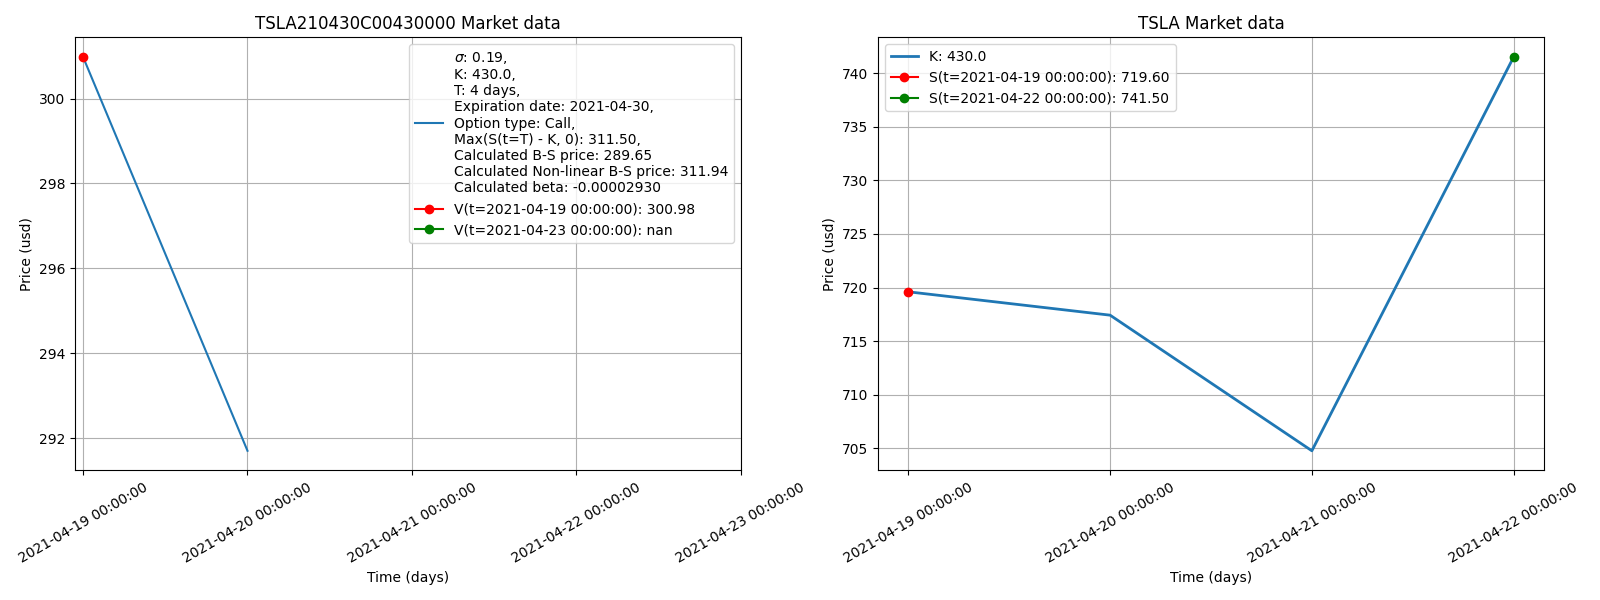 TSLA210430C00430000 Market data
σ: 0.19,
K: 430.0,
T: 4 days,
Expiration date: 2021-04-30,
Option type: Call,
Max(S(t=T) - K, 0): 311.50,
Calculated B-S price: 289.65
Calculated Non-linear B-S price: 311.94
Calculated beta: -0.00002930
V(t=2021-04-19 00:00:00): 300.98
V(t=2021-04-23 00:00:00): nan
300
298
296
294
292
Price (usd)
2021-04-19 00:00:00
2021-04-20 00:00:00
2021-04-21 00:00:00
2021-04-22 00:00:00
2021-04-23 00:00:00
Time (days)
TSLA Market data
K: 430.0
S(t=2021-04-19 00:00:00): 719.60
S(t=2021-04-22 00:00:00): 741.50
740
735
730
725
720
715
710
705
Price (usd)
2021-04-19 00:00:00
2021-04-20 00:00:00
2021-04-21 00:00:00
2021-04-22 00:00:00
Time (days)